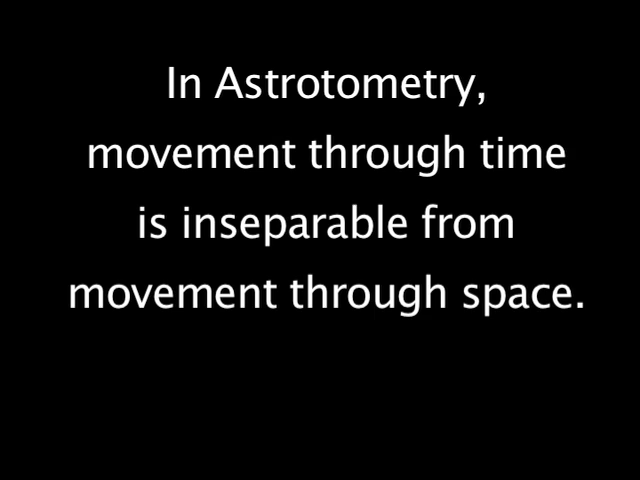 In Astrotometry,
movement through time
is inseparable from
movement through space.